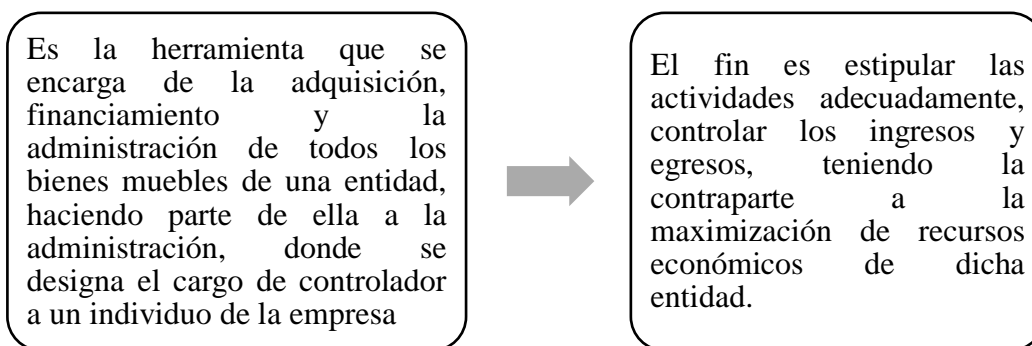 Es la herramienta que se
encarga de la adquisición,
financiamiento y la
administración de todos los
bienes muebles de una entidad,
haciendo parte de ella a la
administración, donde se
designa el cargo de controlador
a un individuo de la empresa
El fin es estipular las
actividades adecuadamente,
controlar los ingresos y
egresos, teniendo la
contraparte a la
maximización de recursos
económicos de dicha
entidad.